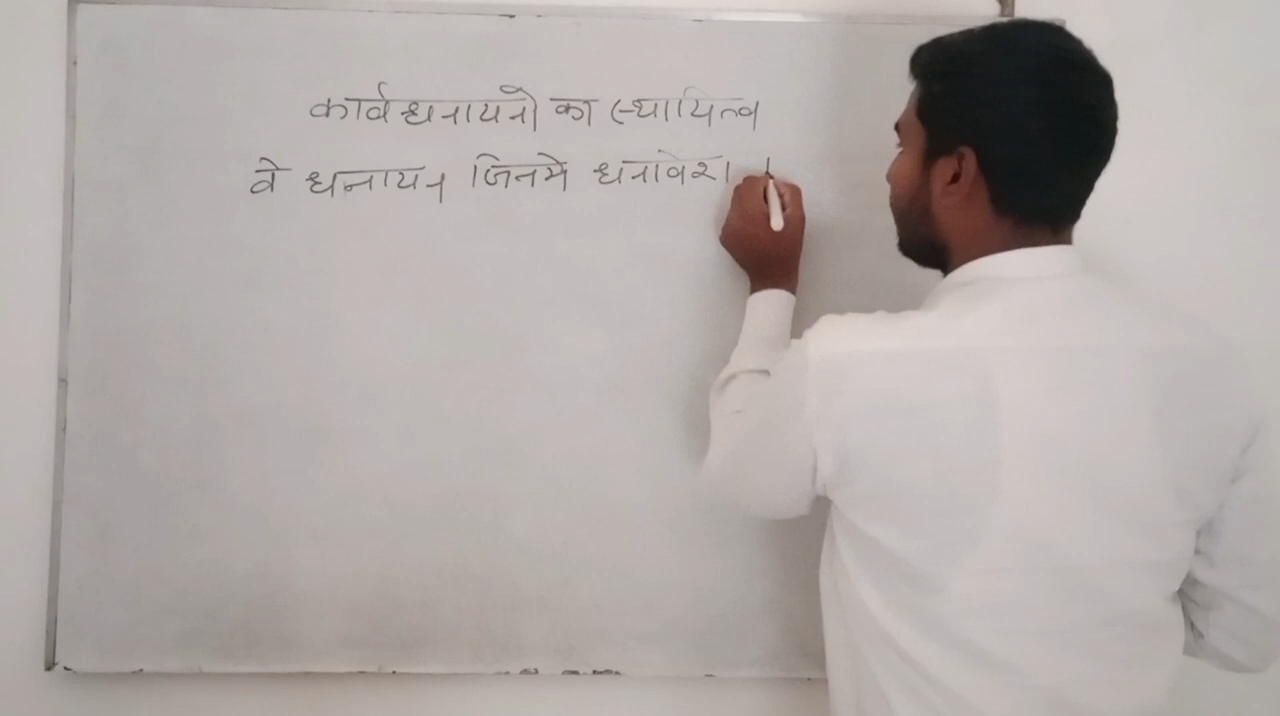 कार्बधनायनो का स्थायित्व
वे धनायन जिनमे धनावेश